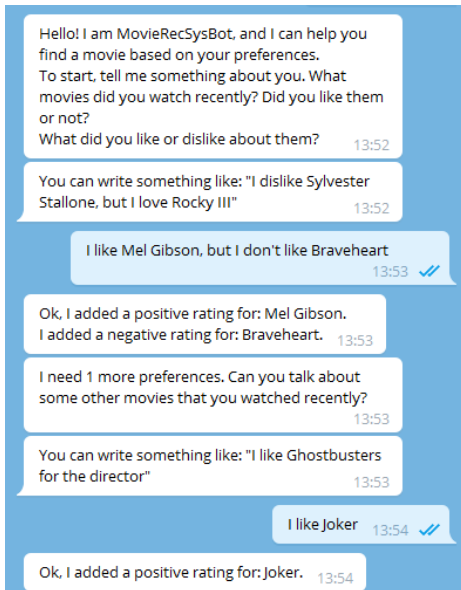 Hello! I am MovieRecSysBot, and I can help you
find a movie based on your preferences.
To start, tell me something about you. What
movies did you watch recently? Did you like them
or not?
What did you like or dislike about them? 13:52
You can write something like: "I dislike Sylvester
Stallone, but I love Rocky III" 13:52
I like Mel Gibson, but I don't like Braveheart
13:53
Ok, I added a positive rating for: Mel Gibson.
I added a negative rating for: Braveheart. 13:53
I need 1 more preferences. Can you talk about
some other movies that you watched recently?
13:53
You can write something like: "I like Ghostbusters
for the director" 13:53
I like Joker 13:54
Ok, I added a positive rating for: Joker. 13:54